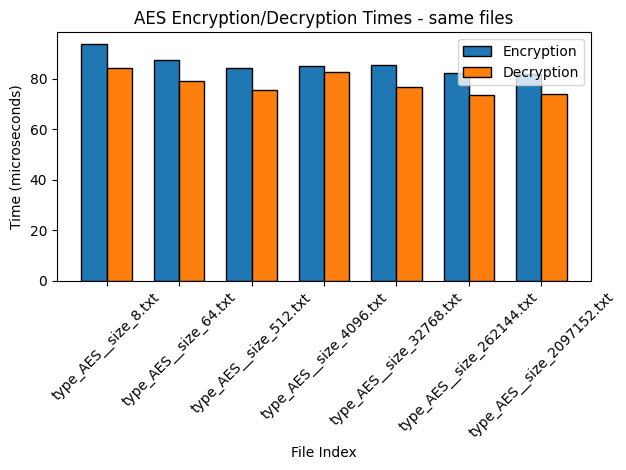 AES Encryption/Decryption Times - same files
Encryption
Decryption
Time (microseconds)
80
60
40
20
0
type_AES__size_8.txt
type_AES__size_64.txt
type_AES__size_512.txt
type_AES__size_4096.txt
type_AES__size_32768.txt
type_AES__size_262144.txt
type_AES__size_2097152.txt
File Index